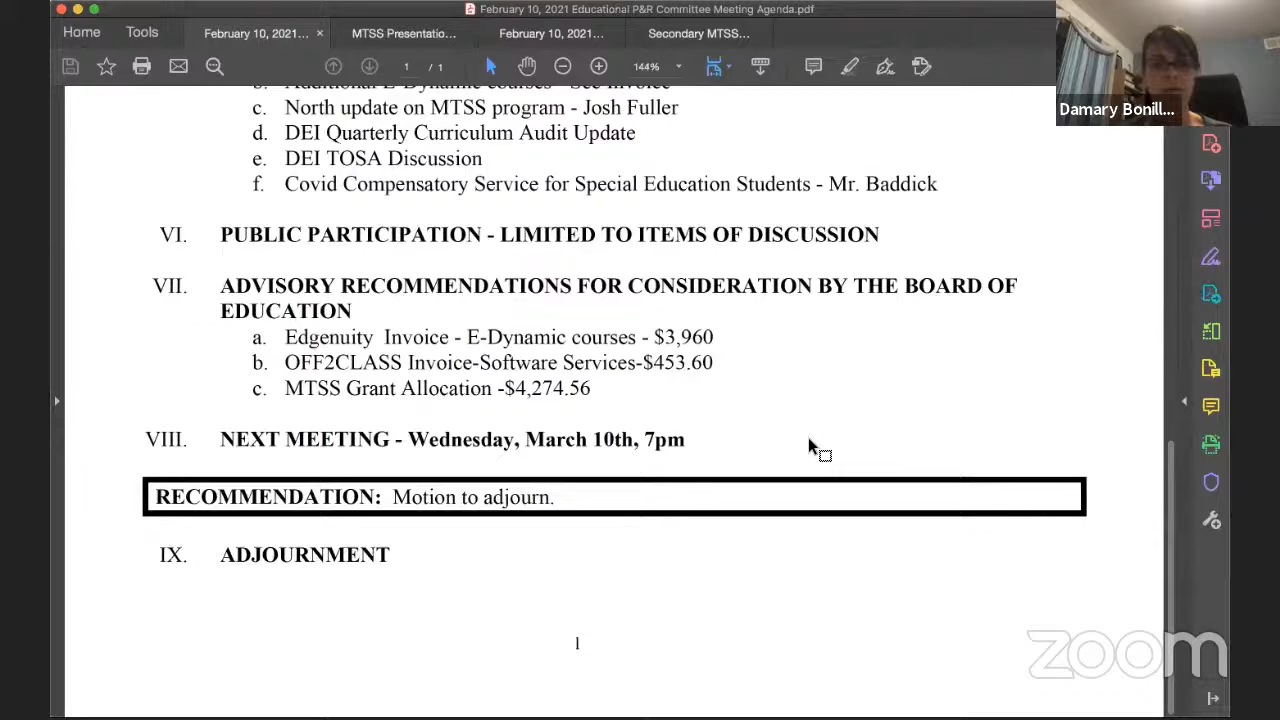 February 10, 2021 Educational P&R Committee Meeting Agenda.pdf
Home
Tools
February 10, 2021... ×
MTSS Presentatio...
February 10, 2021...
Secondary MTSS...
1 / 1
144%
Damary Bonill...
b. Additional E-Dynamic courses - See Invoice
c. North update on MTSS program - Josh Fuller
d. DEI Quarterly Curriculum Audit Update
e. DEI TOSA Discussion
f. Covid Compensatory Service for Special Education Students - Mr. Baddick
VI. PUBLIC PARTICIPATION - LIMITED TO ITEMS OF DISCUSSION
VII. ADVISORY RECOMMENDATIONS FOR CONSIDERATION BY THE BOARD OF
EDUCATION
a. Edgenuity Invoice - E-Dynamic courses - $3,960
b. OFF2CLASS Invoice-Software Services-$453.60
c. MTSS Grant Allocation -$4,274.56
VIII. NEXT MEETING - Wednesday, March 10th, 7pm
RECOMMENDATION: Motion to adjourn.
IX. ADJOURNMENT
1
zoom